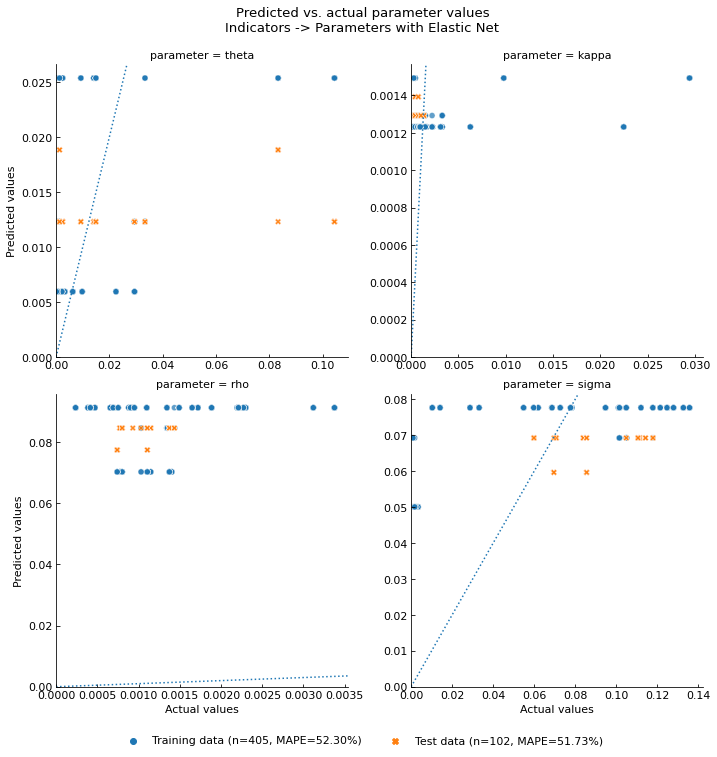 Predicted vs. actual parameter values
Indicators -> Parameters with Elastic Net
parameter = theta
parameter = kappa
0.025
0.020
0.015
0.010
0.005
0.000
Predicted values
0.00 0.02 0.04 0.06 0.08 0.10
0.0014
0.0012
0.0010
0.0008
0.0006
0.0004
0.0002
0.0000
0.000 0.005 0.010 0.015 0.020 0.025 0.030
parameter = rho
parameter = sigma
0.08
0.06
0.04
0.02
0.00
Predicted values
0.0000 0.0005 0.0010 0.0015 0.0020 0.0025 0.0030 0.0035
Actual values
0.08
0.07
0.06
0.05
0.04
0.03
0.02
0.01
0.00
0.00 0.02 0.04 0.06 0.08 0.10 0.12 0.14
Actual values
Training data (n=405, MAPE=52.30%)
Test data (n=102, MAPE=51.73%)